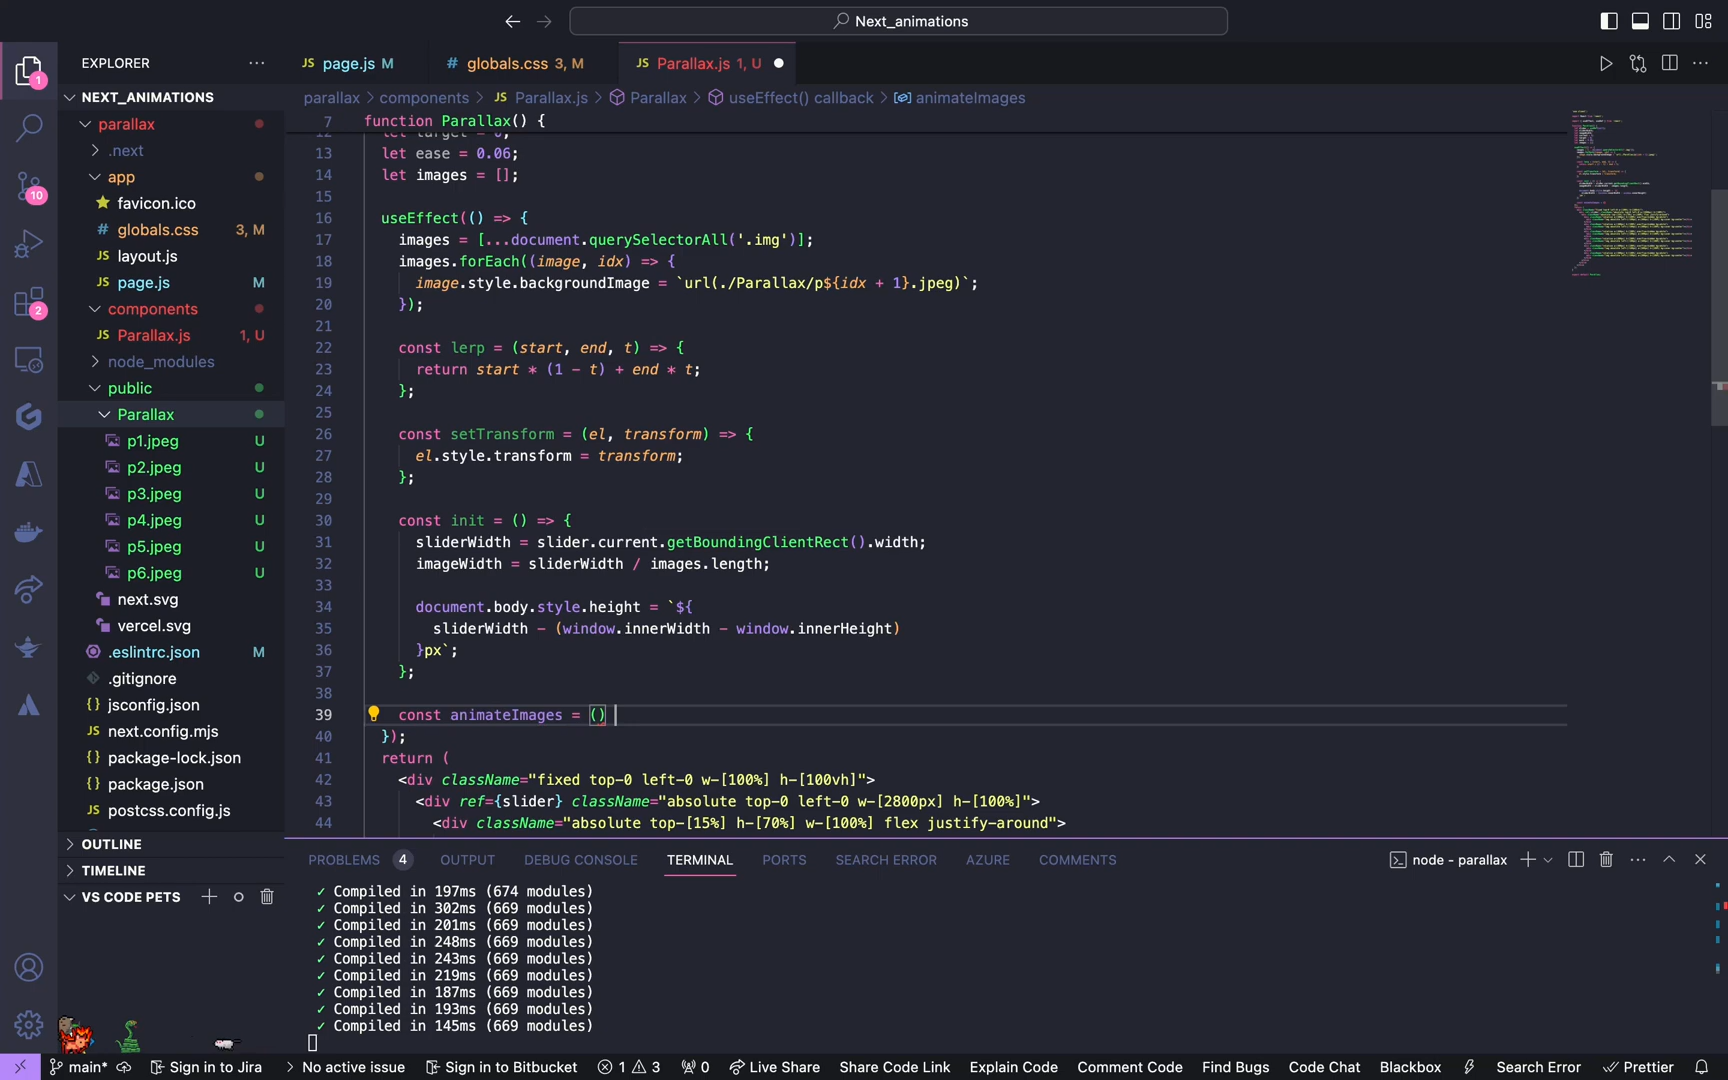 Next_animations
EXPLORER
page.js M
globals.css 3, M
Parallax.js 1, U
NEXT_ANIMATIONS
parallax > components > JS Parallax.js > Parallax > useEffect() callback > animateImages
parallax
.next
app
favicon.ico
globals.css 3, M
layout.js
page.js M
components
Parallax.js 1, U
node_modules
public
Parallax
p1.jpeg U
p2.jpeg U
p3.jpeg U
p4.jpeg U
p5.jpeg U
p6.jpeg U
next.svg
vercel.svg
.eslintrc.json M
.gitignore
jsconfig.json
next.config.mjs
package-lock.json
package.json
postcss.config.js
OUTLINE
TIMELINE
VS CODE PETS
1
10
2
7 function Parallax() {
12 let target = 0;
13 let ease = 0.06;
14 let images = [];
15
16 useEffect(() => {
17 images = [...document.querySelectorAll('.img')];
18 images.forEach((image, idx) => {
19 image.style.backgroundImage = `url(./Parallax/p${idx + 1}.jpeg)`;
20 });
21
22 const lerp = (start, end, t) => {
23 return start * (1 - t) + end * t;
24 };
25
26 const setTransform = (el, transform) => {
27 el.style.transform = transform;
28 };
29
30 const init = () => {
31 sliderWidth = slider.current.getBoundingClientRect().width;
32 imageWidth = sliderWidth / images.length;
33
34 document.body.style.height = `${
35 sliderWidth - (window.innerWidth - window.innerHeight)
36 }px`;
37 };
38
39 const animateImages = ()
40 });
41 return (
42 <div className="fixed top-0 left-0 w-[100%] h-[100vh]">
43 <div ref={slider} className="absolute top-0 left-0 w-[2800px] h-[100%]">
44 <div className="absolute top-[15%] h-[70%] w-[100%] flex justify-around">
PROBLEMS 4 OUTPUT DEBUG CONSOLE TERMINAL PORTS SEARCH ERROR AZURE COMMENTS
node - parallax
✓ Compiled in 197ms (674 modules)
✓ Compiled in 302ms (669 modules)
✓ Compiled in 201ms (669 modules)
✓ Compiled in 248ms (669 modules)
✓ Compiled in 243ms (669 modules)
✓ Compiled in 219ms (669 modules)
✓ Compiled in 187ms (669 modules)
✓ Compiled in 193ms (669 modules)
✓ Compiled in 145ms (669 modules)
main* Sign in to Jira > No active issue Sign in to Bitbucket 1 3 0 Live Share Share Code Link Explain Code Comment Code Find Bugs Code Chat Blackbox Search Error Prettier